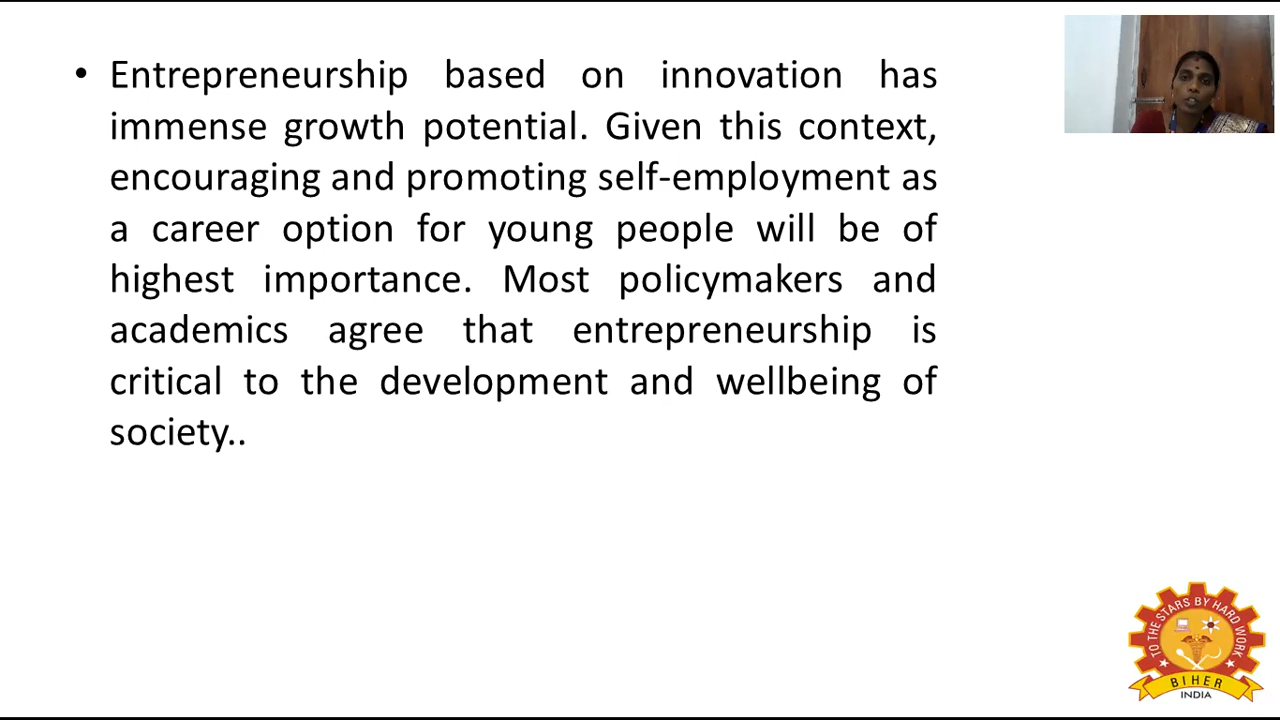 • Entrepreneurship based on innovation has
immense growth potential. Given this context,
encouraging and promoting self-employment as
a career option for young people will be of
highest importance. Most policymakers and
academics agree that entrepreneurship is
critical to the development and wellbeing of
society..
TO THE STARS BY HARD WORK
BIHER
INDIA